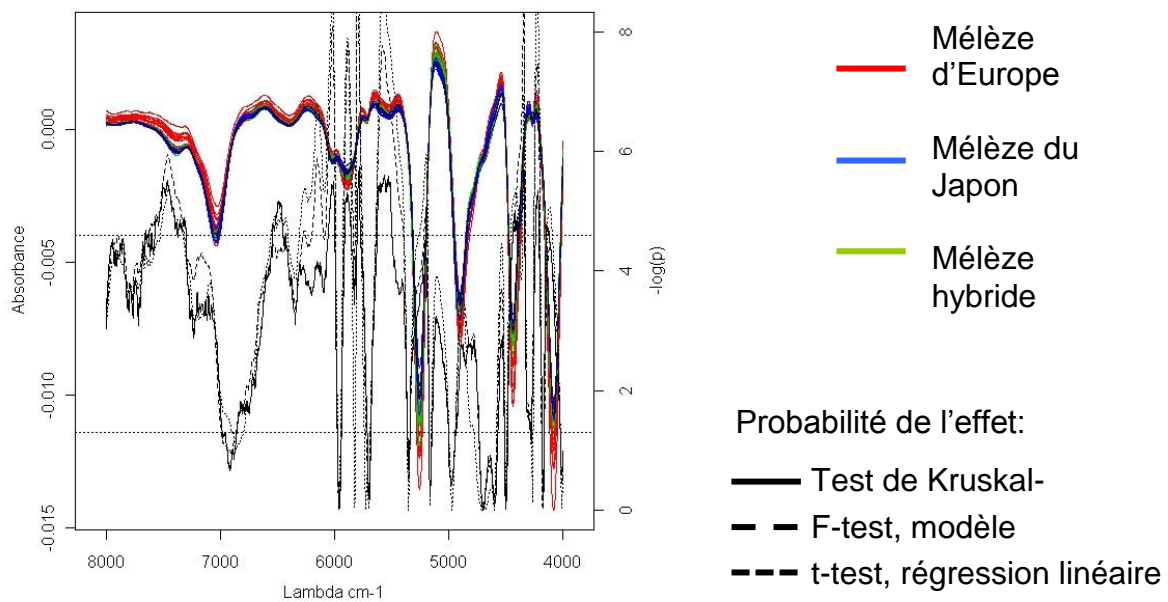 0.000
-0.005
-0.010
-0.015
Absorbance
8
6
4
2
0
-log(p)
8000 7000 6000 5000 4000
Lambda cm-1
Mélèze
d'Europe
Mélèze du
Japon
Mélèze
hybride
Probabilité de l'effet:
Test de Kruskal-
F-test, modèle
t-test, régression linéaire